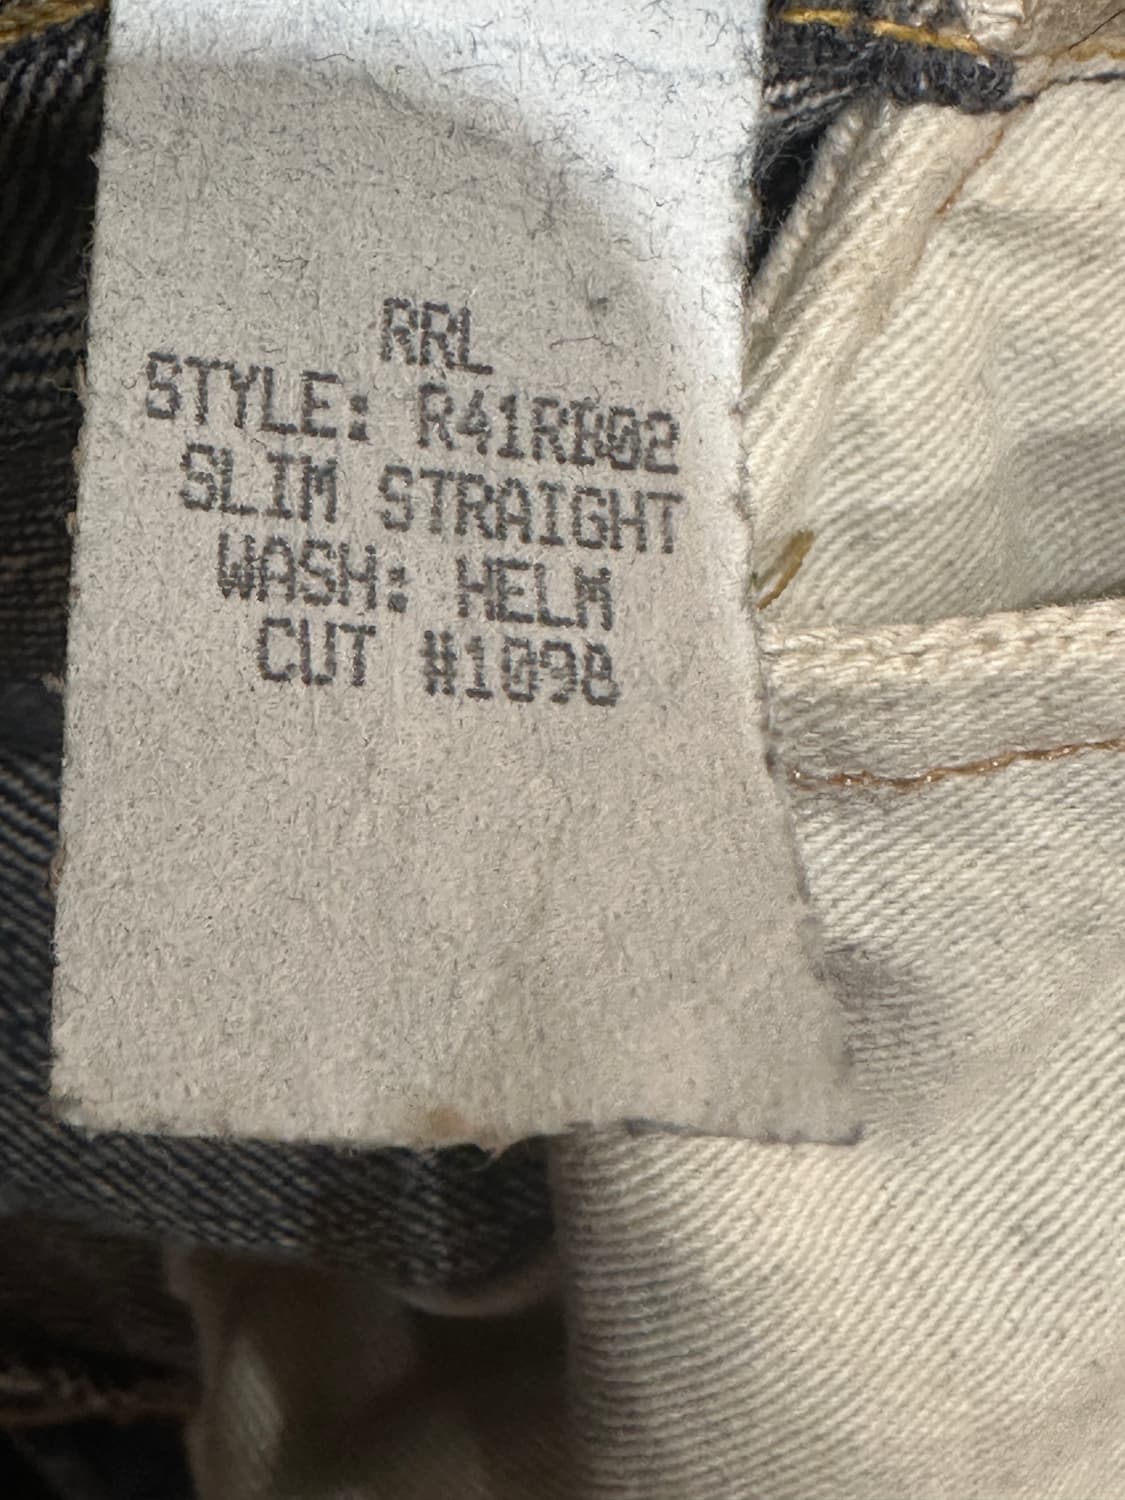 RRL
STYLE: R41RB02
SLIM STRAIGHT
WASH: HELM
CUT #1098